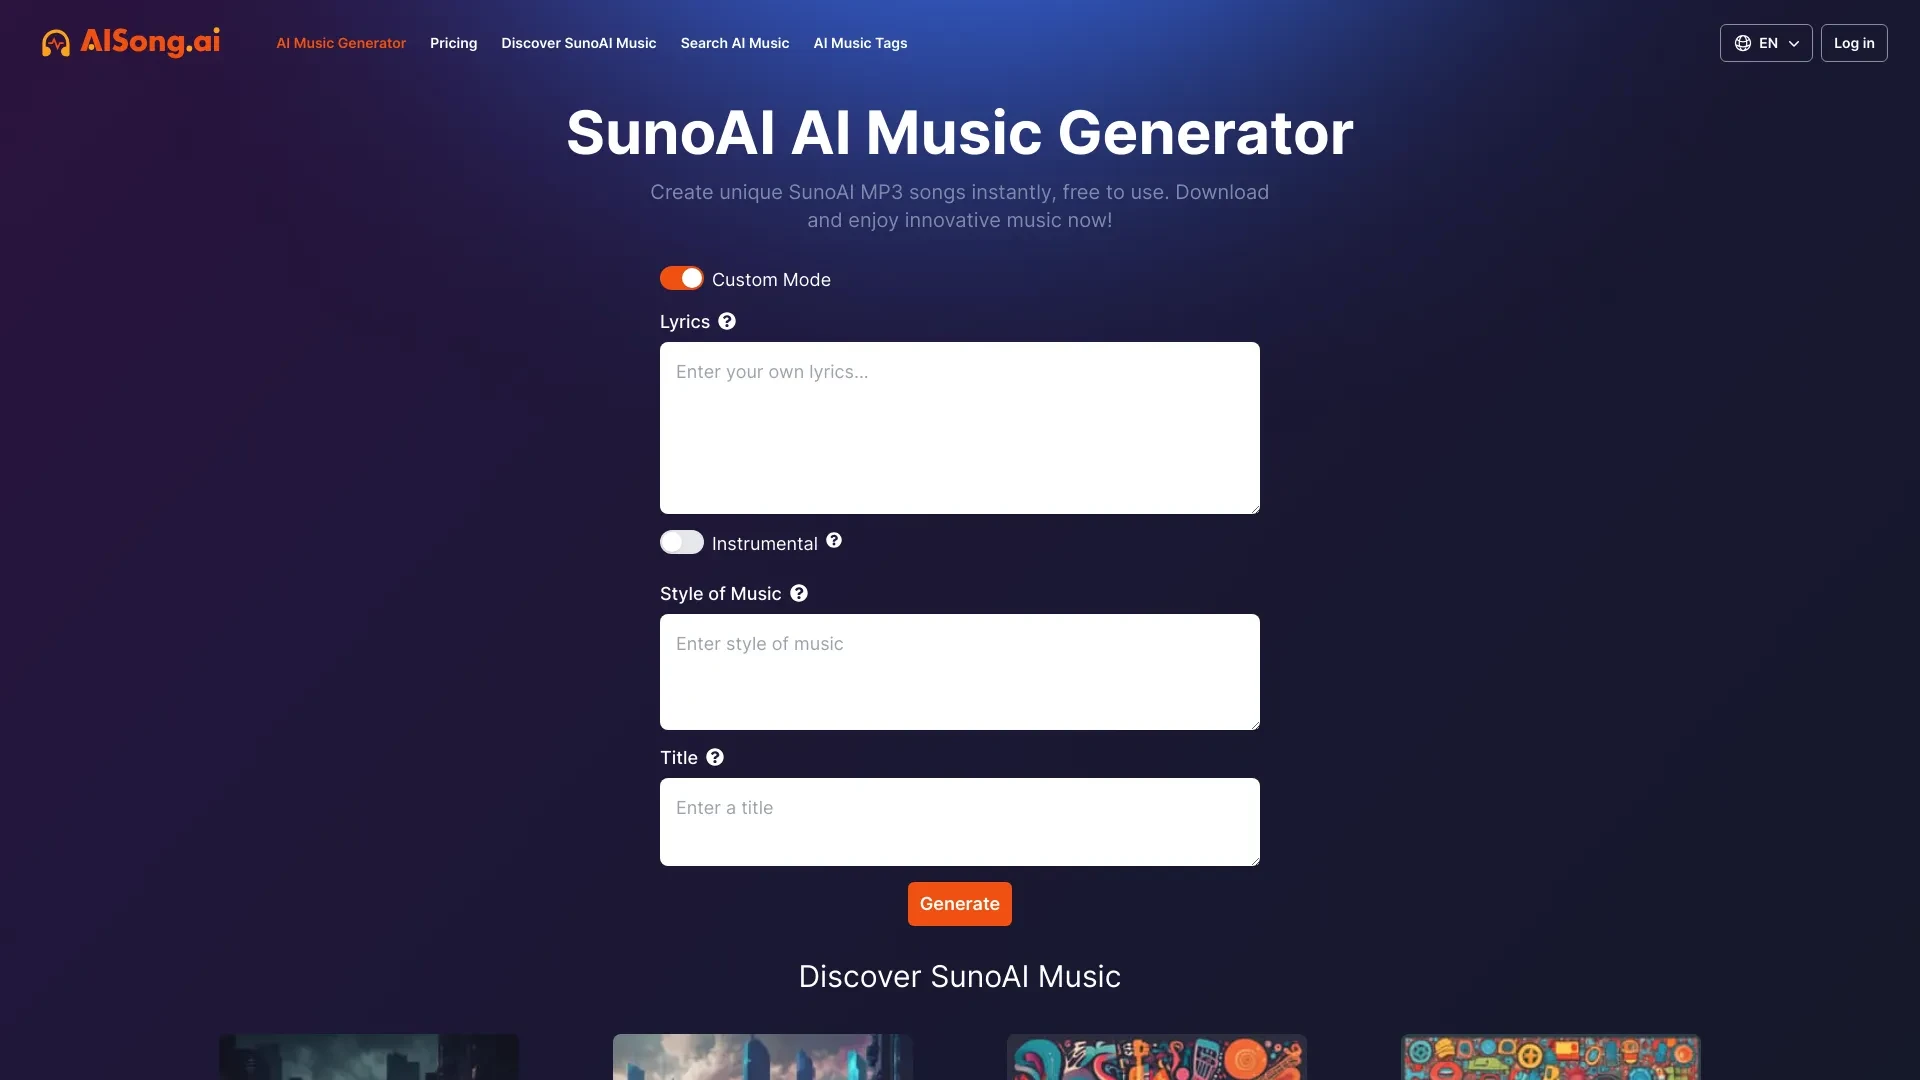 AISong.ai
AI Music Generator
Pricing
Discover SunoAI Music
Search AI Music
AI Music Tags
EN
Log in
SunoAI AI Music Generator
Create unique SunoAI MP3 songs instantly, free to use. Download
and enjoy innovative music now!
Custom Mode
Lyrics
Enter your own lyrics...
Instrumental
Style of Music
Enter style of music
Title
Enter a title
Generate
Discover SunoAI Music